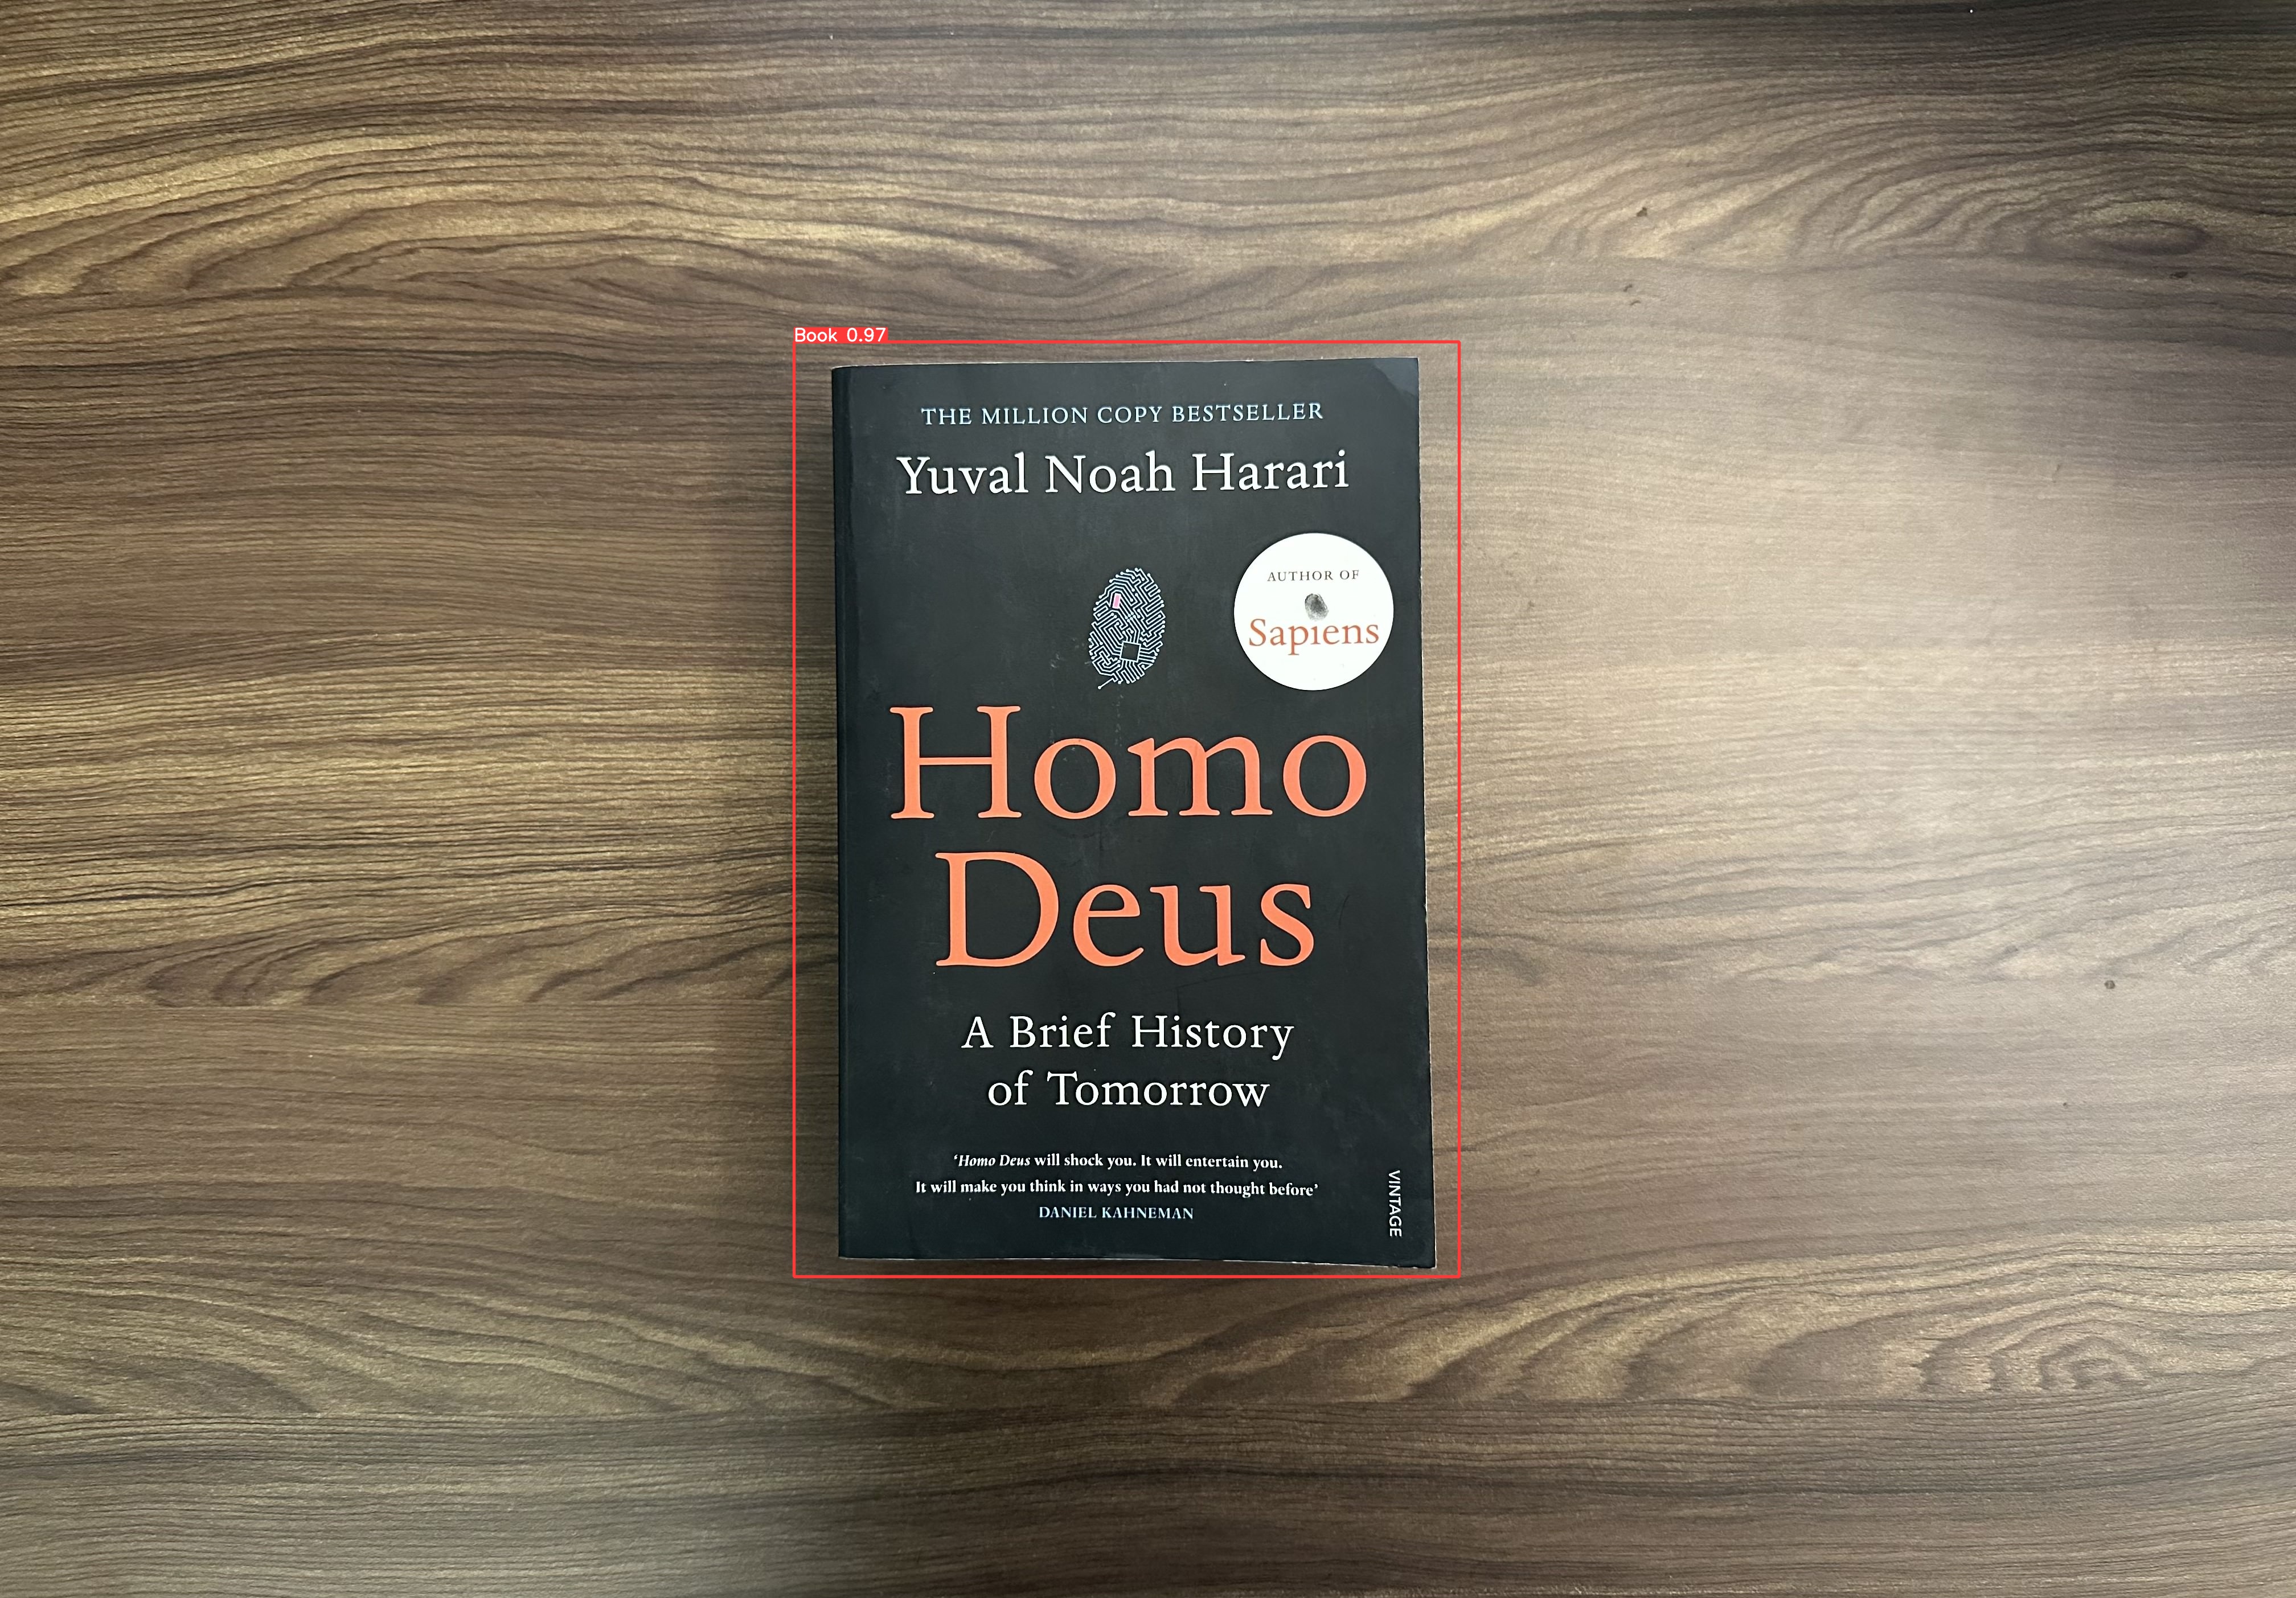 Book 0.97
THE MILLION COPY BESTSELLER
Yuval Noah Harari
AUTHOR OF
Sapiens
Homo
Deus
A Brief History
of Tomorrow
‘Homo Deus will shock you. It will entertain you.
It will make you think in ways you had not thought before’
DANIEL KAHNEMAN
VINTAGE